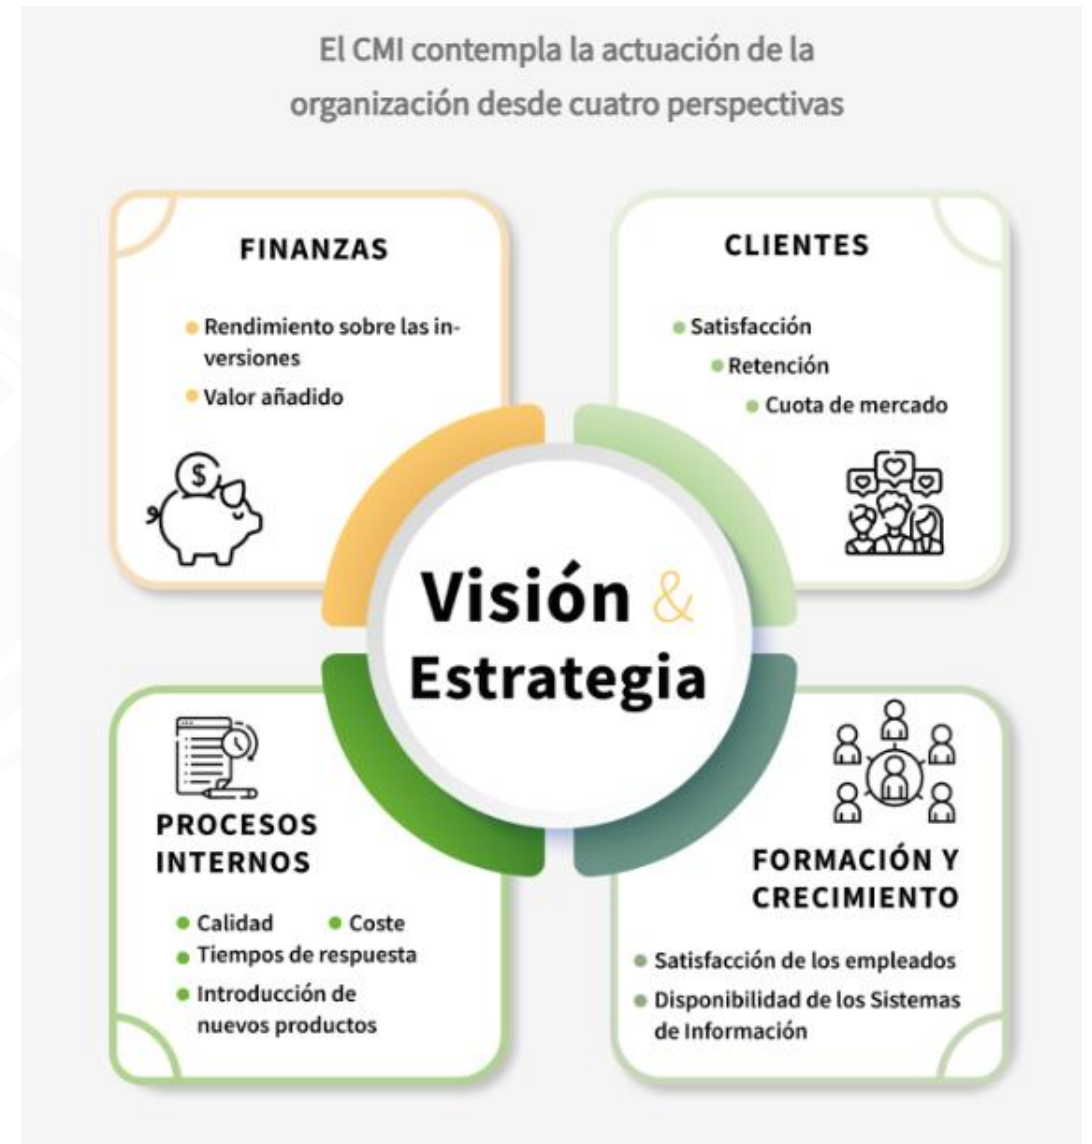 El CMI contempla la actuación de la
organización desde cuatro perspectivas
FINANZAS
Rendimiento sobre las in-
versiones
Valor añadido
$
CLIENTES
Satisfacción
Retención
Cuota de mercado
Visión &
Estrategia
PROCESOS
INTERNOS
Calidad
Coste
Tiempos de respuesta
Introducción de
nuevos productos
FORMACIÓN Y
CRECIMIENTO
Satisfacción de los empleados
Disponibilidad de los Sistemas
de Información